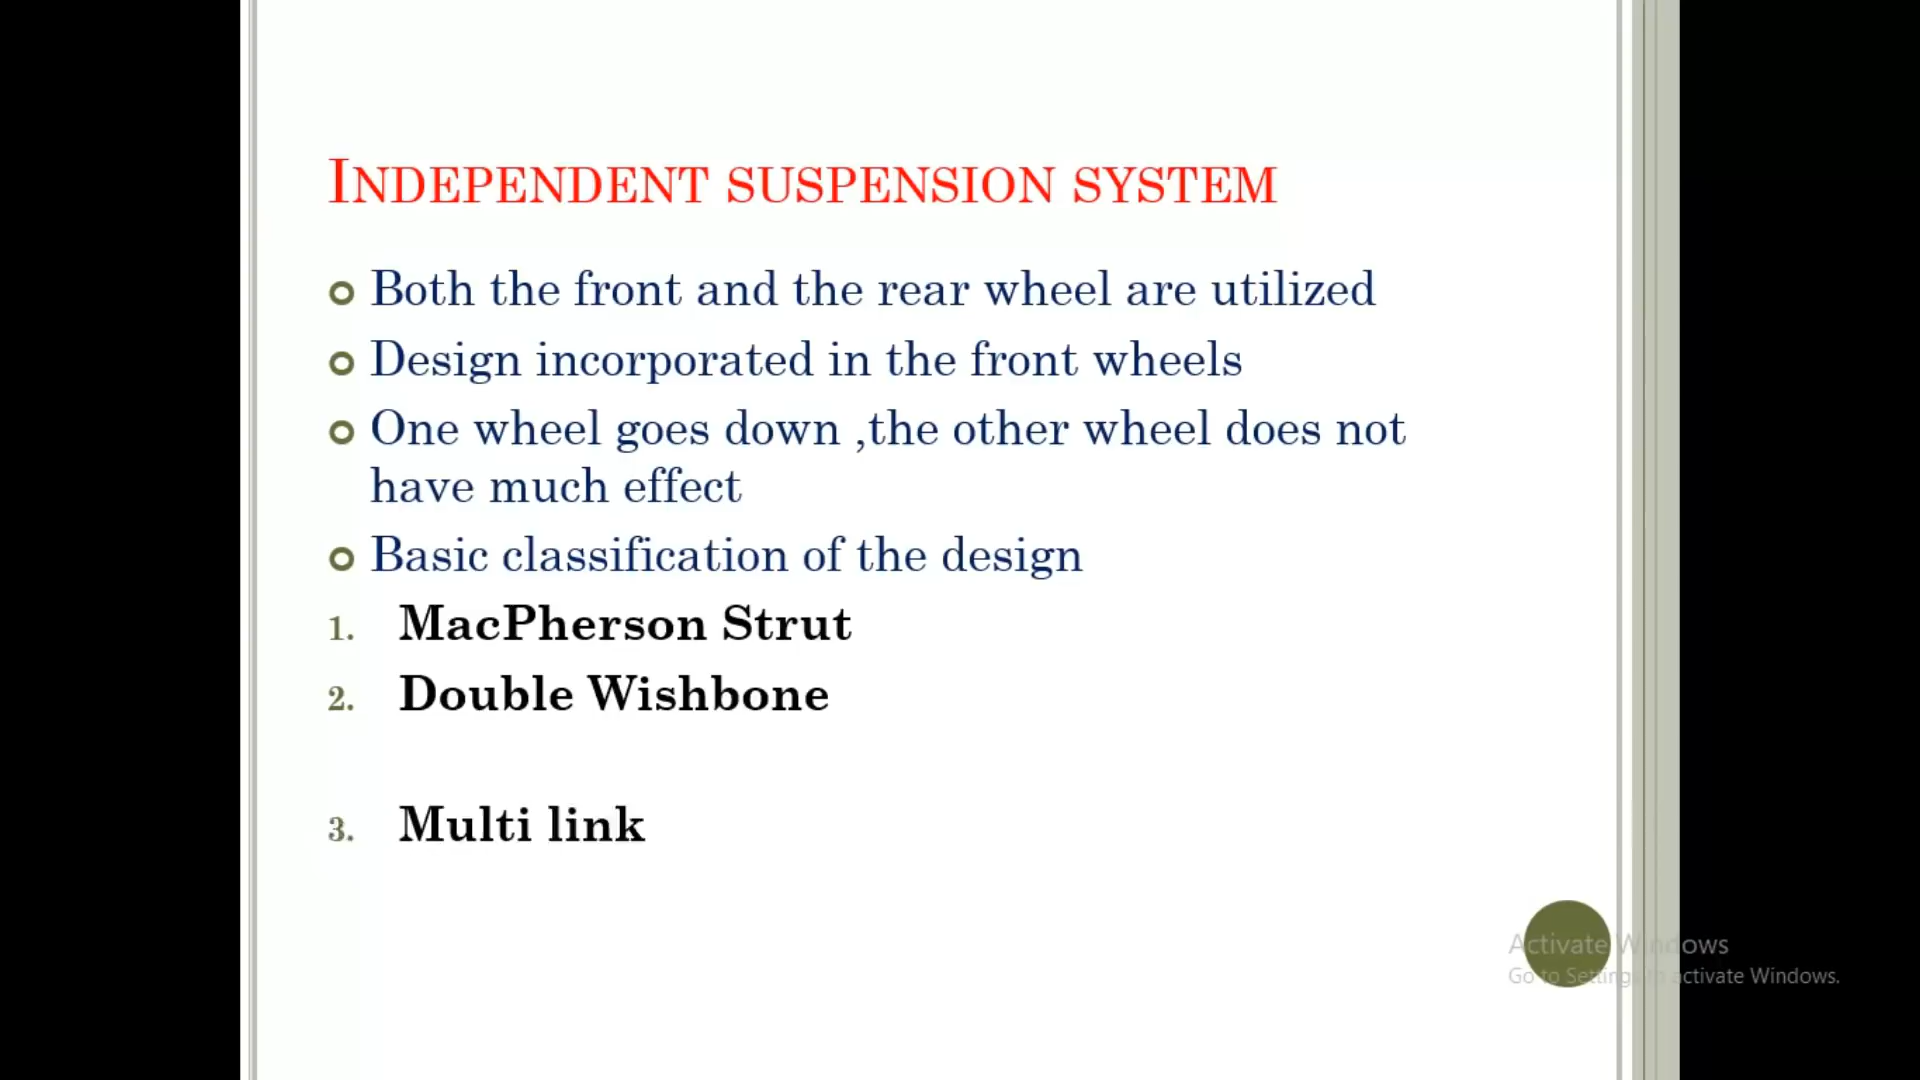 INDEPENDENT SUSPENSION SYSTEM
Both the front and the rear wheel are utilized
Design incorporated in the front wheels
One wheel goes down ,the other wheel does not
have much effect
Basic classification of the design
1. MacPherson Strut
2. Double Wishbone
3. Multi link
Activate Windows
Go to Settings to activate Windows.